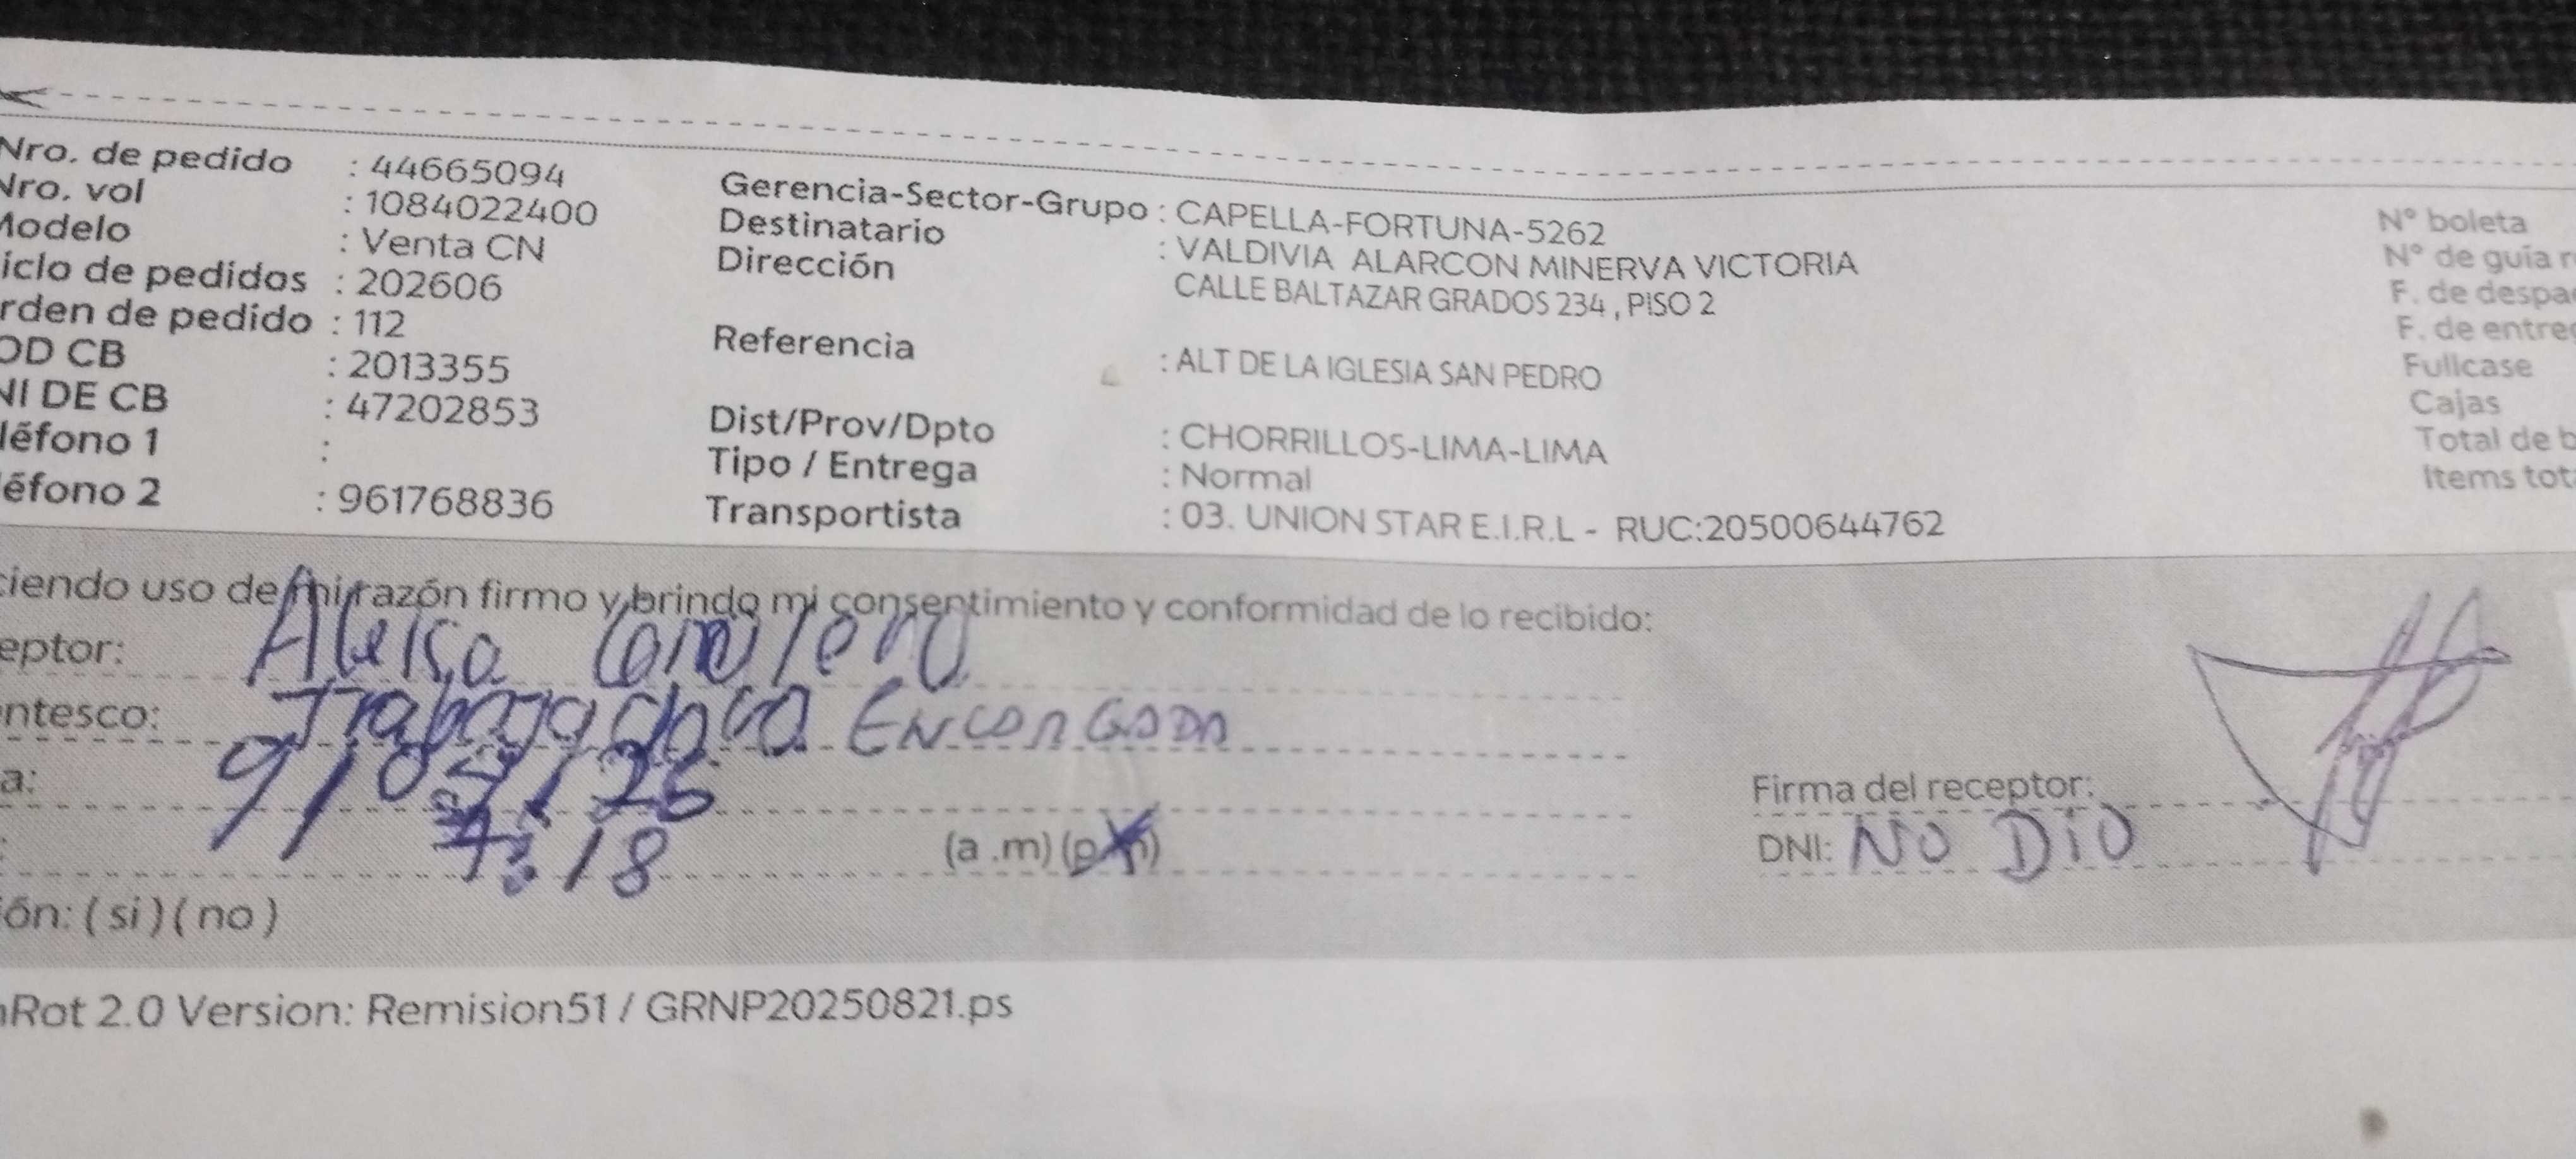 Nro. de pedido : 44665094
Nro. vol : 1084022400
Modelo : Venta CN
iclo de pedidos : 202606
rden de pedido : 112
OD CB : 2013355
NI DE CB : 47202853
léfono 1 :
léfono 2 : 961768836
Gerencia-Sector-Grupo : CAPELLA-FORTUNA-5262
Destinatario : VALDIVIA ALARCON MINERVA VICTORIA
Dirección CALLE BALTAZAR GRADOS 234 , PISO 2
Referencia : ALT DE LA IGLESIA SAN PEDRO
Dist/Prov/Dpto : CHORRILLOS-LIMA-LIMA
Tipo / Entrega : Normal
Transportista : 03. UNION STAR E.I.R.L - RUC:20500644762
N° boleta
N° de guía r
F. de despa
F. de entre
Fullcase
Cajas
Total de b
Items tot
ciendo uso de mi razón firmo y brindo mi consentimiento y conformidad de lo recibido:
eptor:
ntesco: Trabajadora ENCARGADA
a:
: 18 (a .m) (p.m)
ión: ( si ) ( no )
Firma del receptor:
DNI: NO DIO
nRot 2.0 Version: Remision51 / GRNP20250821.ps